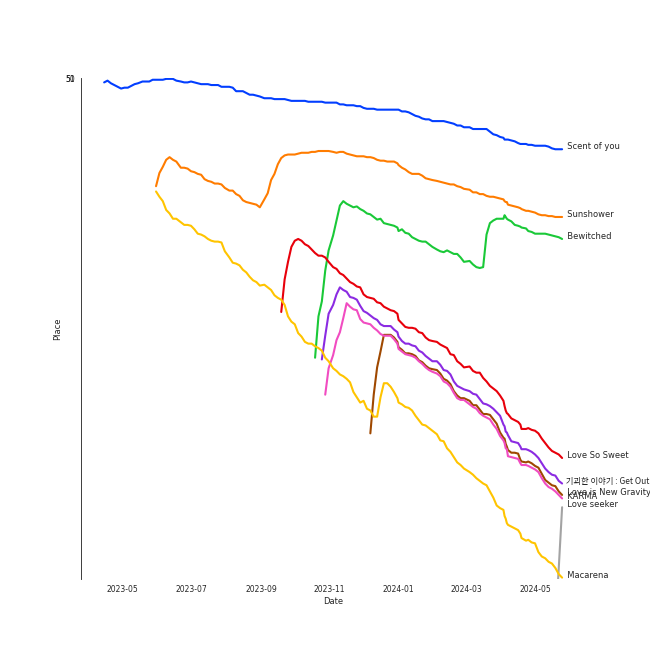 Scent of you
Sunshower
Bewitched
Place
Love So Sweet
기괴한 이야기 : Get Out
Love is New Gravity
KARMA
Love seeker
Macarena
2023-05 2023-07 2023-09 2023-11 2024-01 2024-03 2024-05
Date